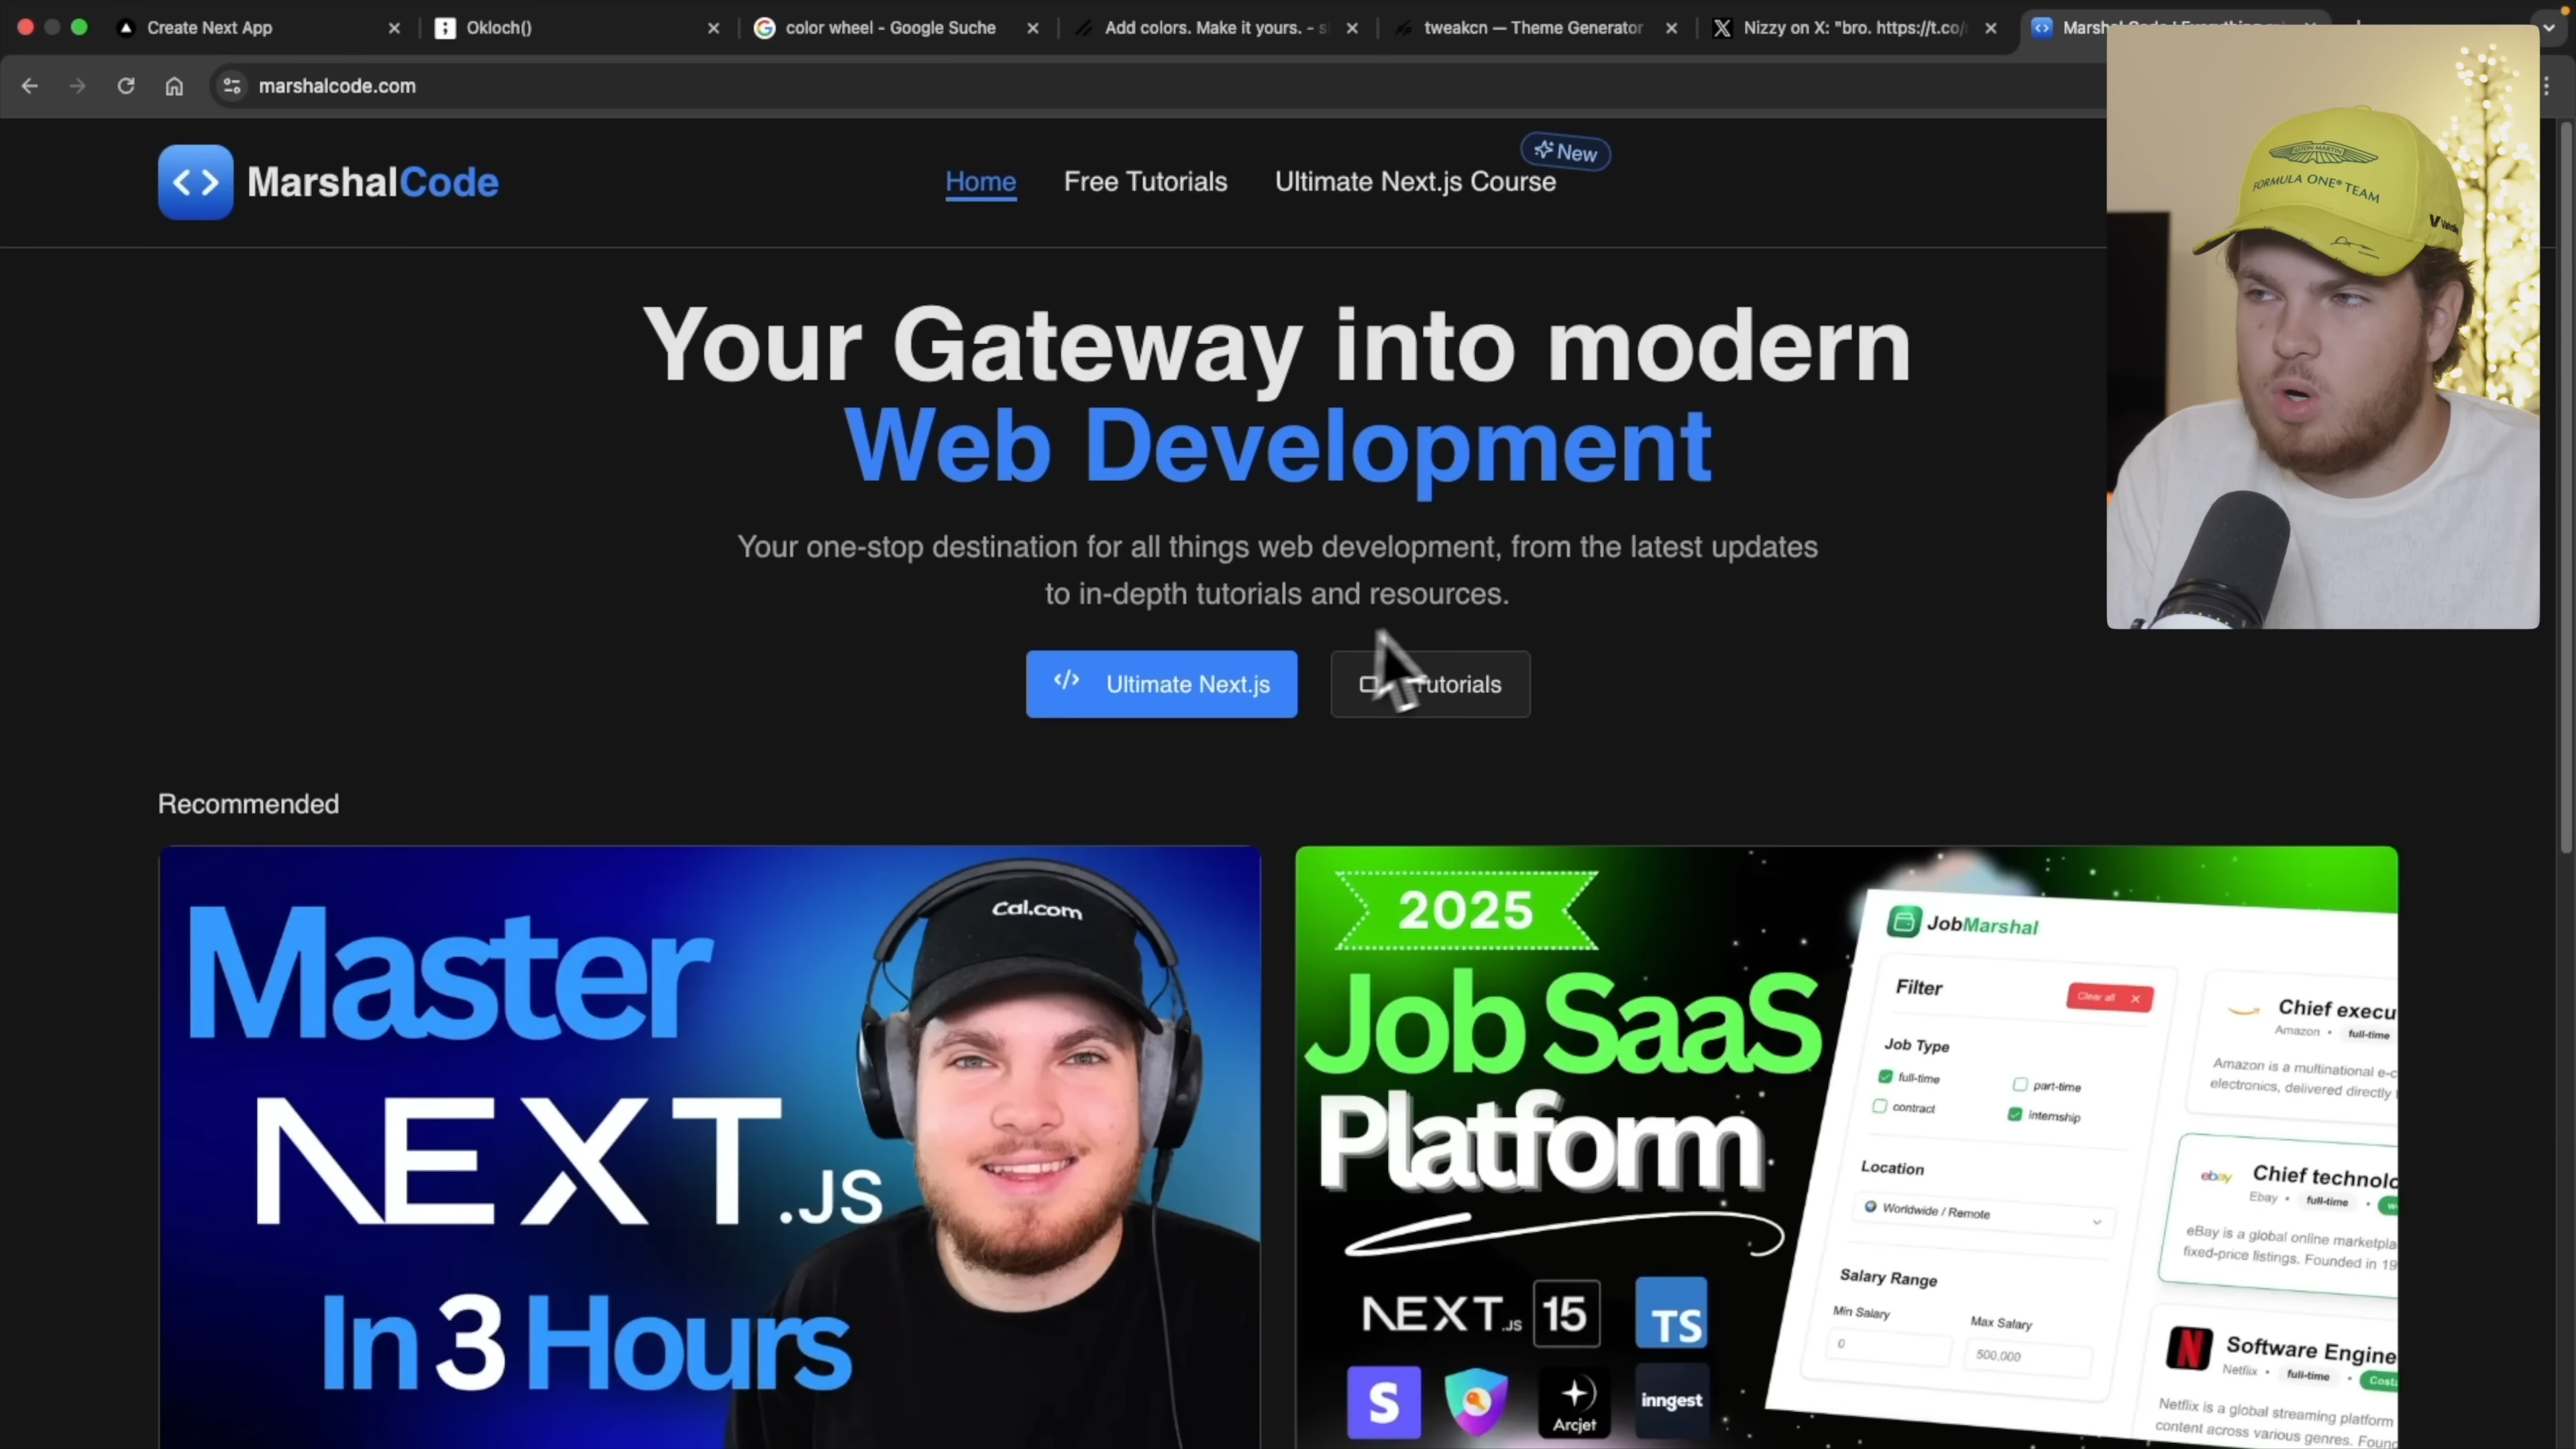 Create Next App
Okloch()
color wheel - Google Suche
Add colors. Make it yours. - s
tweakcn — Theme Generator
Nizzy on X: "bro. https://t.co/
marshalcode.com
MarshalCode
Home
Free Tutorials
Ultimate Next.js Course
New
Your Gateway into modern
Web Development
Your one-stop destination for all things web development, from the latest updates
to in-depth tutorials and resources.
</> Ultimate Next.js
Tutorials
ASTON MARTIN
FORMULA ONE® TEAM
Recommended
Master
NEXT.JS
In 3 Hours
Cal.com
2025
Job SaaS
Platform
NEXT.JS 15
TS
S
Arcjet
inngest
JobMarshal
Filter
Clear all
Job Type
full-time
part-time
contract
internship
Location
Worldwide / Remote
Salary Range
Min Salary
Max Salary
0
500,000
Chief execu
Amazon • full-time
Amazon is a multinational e-c
electronics, delivered directly
Chief technolo
Ebay • full-time
eBay is a global online marketpla
fixed-price listings. Founded in 19
Software Engine
Netflix • full-time
Netflix is a global streaming platform
content across various genres. Found